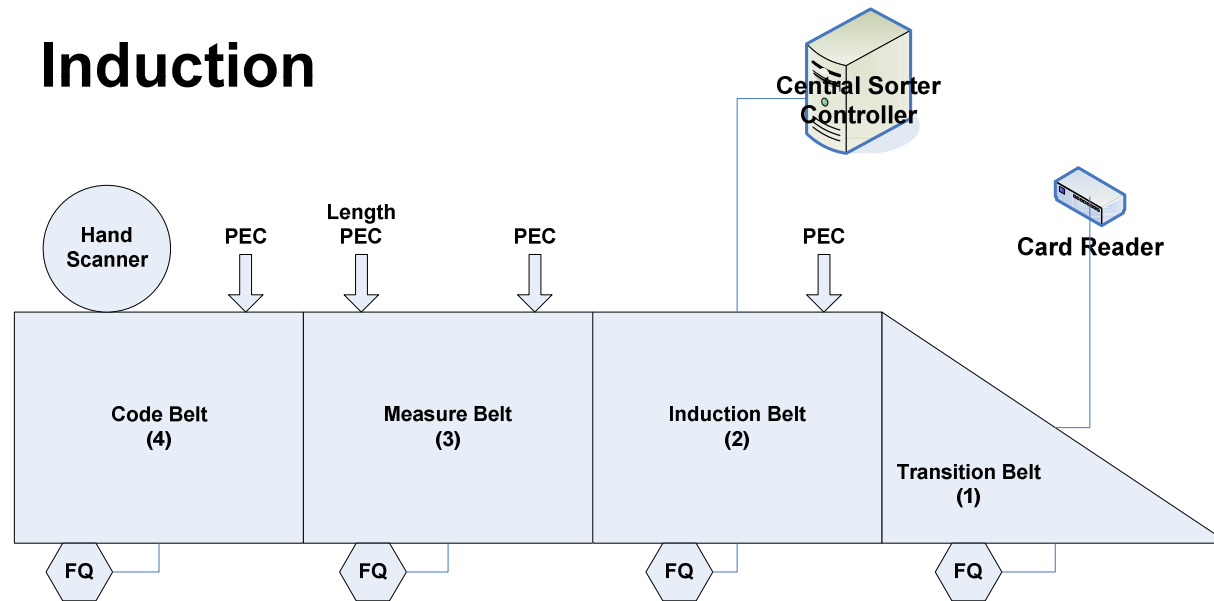 Induction
Central Sorter
Controller
Hand
Scanner
PEC
Length
PEC
PEC
PEC
Card Reader
Code Belt
(4)
Measure Belt
(3)
Induction Belt
(2)
Transition Belt
(1)
FQ
FQ
FQ
FQ